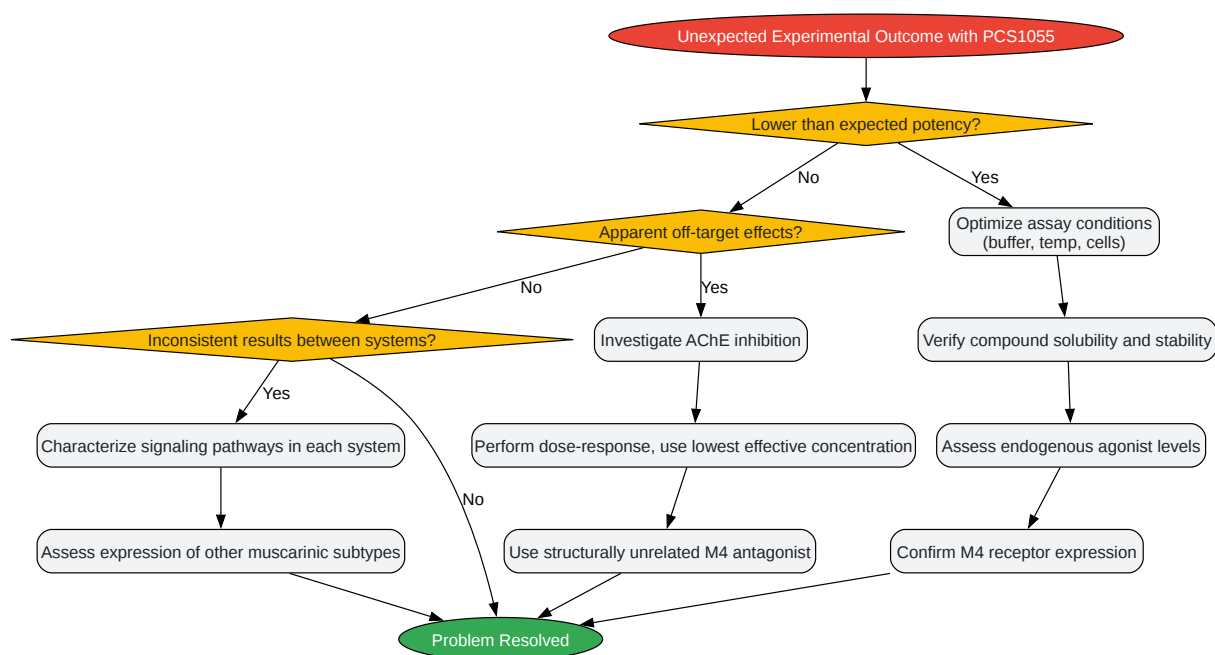 Unexpected Experimental Outcome with PCS1055
Lower than expected potency?
No
Yes
Apparent off-target effects?
Optimize assay conditions
(buffer, temp, cells)
No
Yes
Inconsistent results between systems?
Investigate AChE inhibition
Verify compound solubility and stability
Yes
Characterize signaling pathways in each system
Perform dose-response, use lowest effective concentration
Assess endogenous agonist levels
No
Assess expression of other muscarinic subtypes
Use structurally unrelated M4 antagonist
Confirm M4 receptor expression
Problem Resolved